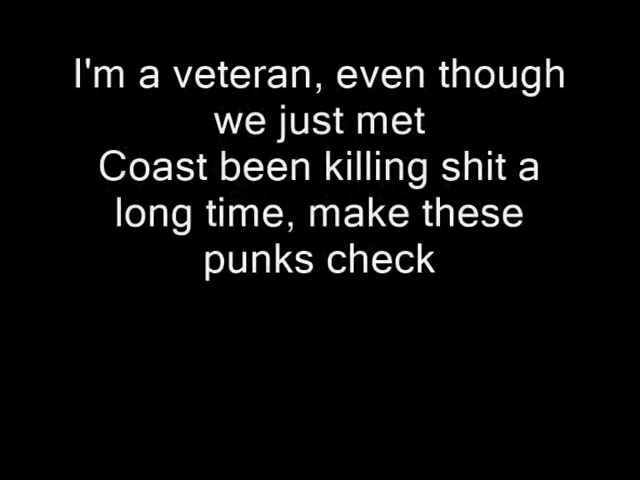 I'm a veteran, even though
we just met
Coast been killing shit a
long time, make these
punks check